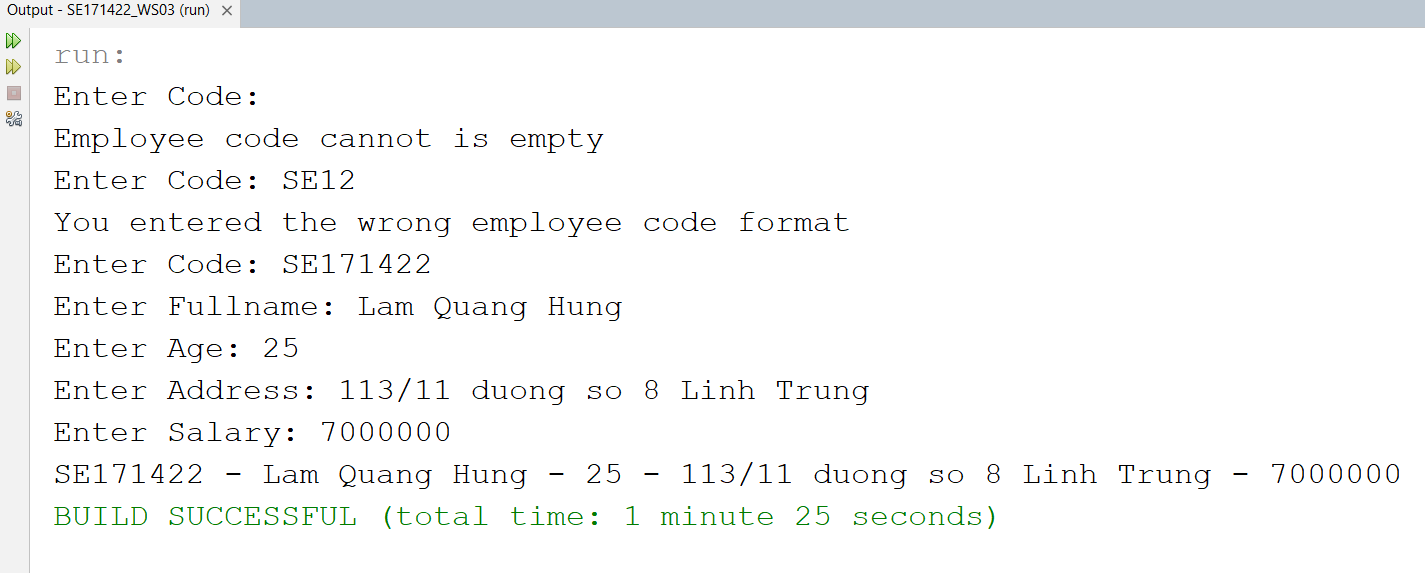 Output - SE171422_WS03 (run) ×
run:
Enter Code:
Employee code cannot is empty
Enter Code: SE12
You entered the wrong employee code format
Enter Code: SE171422
Enter Fullname: Lam Quang Hung
Enter Age: 25
Enter Address: 113/11 duong so 8 Linh Trung
Enter Salary: 7000000
SE171422 - Lam Quang Hung - 25 - 113/11 duong so 8 Linh Trung - 7000000
BUILD SUCCESSFUL (total time: 1 minute 25 seconds)